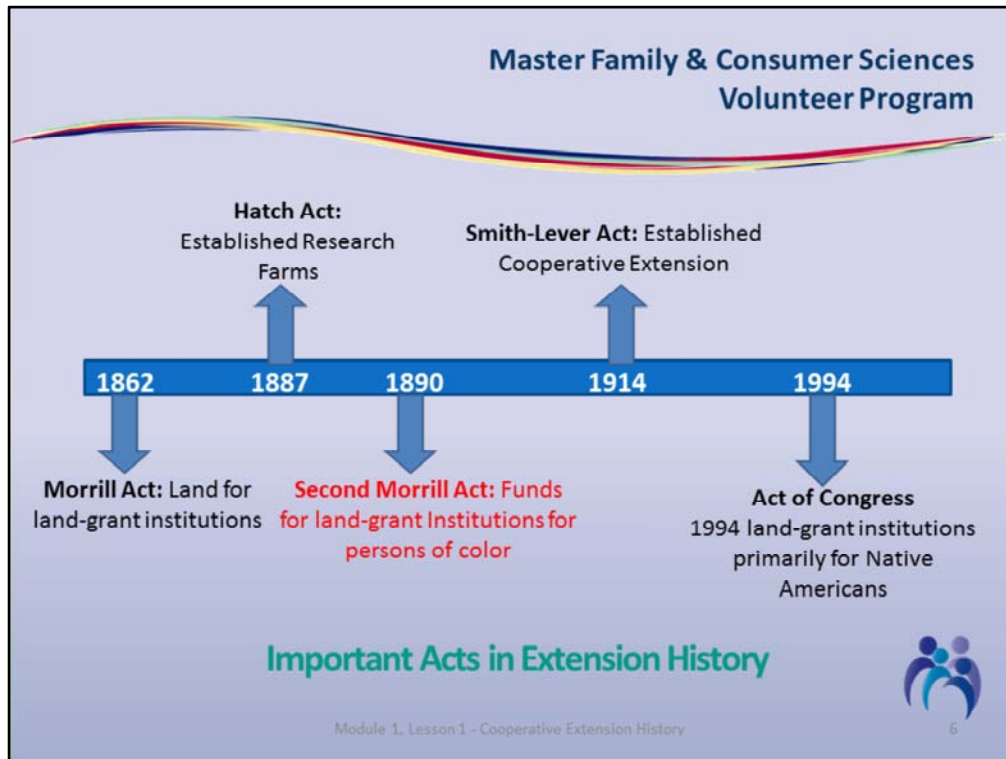 Master Family & Consumer Sciences
Volunteer Program
Hatch Act:
Established Research
Farms
Smith-Lever Act: Established
Cooperative Extension
1862 1887 1890 1914 1994
Morrill Act: Land for
land-grant institutions
Second Morrill Act: Funds
for land-grant Institutions for
persons of color
Act of Congress
1994 land-grant institutions
primarily for Native
Americans
Important Acts in Extension History
Module 1, Lesson 1 - Cooperative Extension History
6